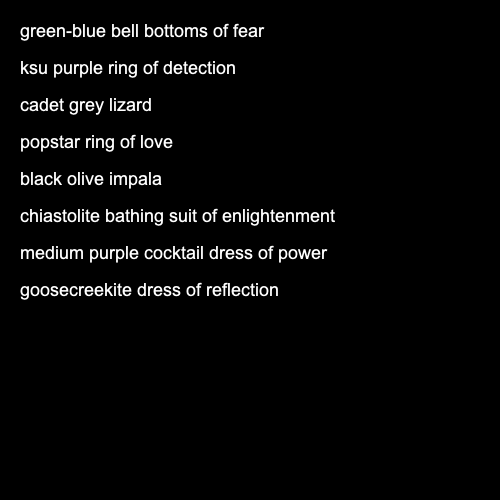 green-blue bell bottoms of fear
ksu purple ring of detection
cadet grey lizard
popstar ring of love
black olive impala
chiastolite bathing suit of enlightenment
medium purple cocktail dress of power
goosecreekite dress of reflection